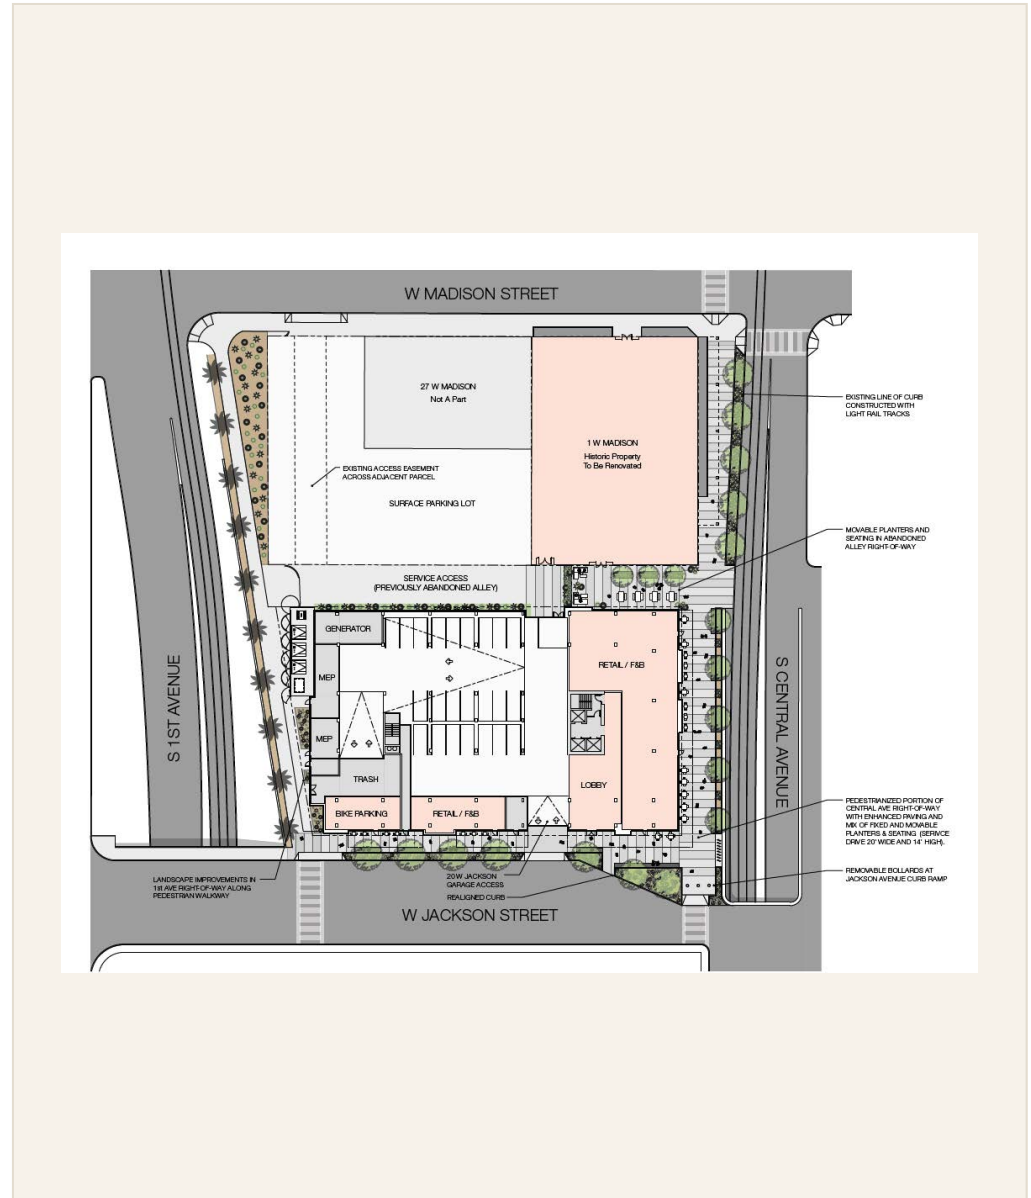 W MADISON STREET
27 W MADISON
Not A Part
EXISTING LINE OF CURB
CONSTRUCTED WITH
LIGHT RAIL TRACKS
1 W MADISON
Historic Property
To Be Renovated
EXISTING ACCESS EASEMENT
ACROSS ADJACENT PARCEL
SURFACE PARKING LOT
MOVABLE PLANTERS AND
SEATING IN ABANDONED
ALLEY RIGHT-OF-WAY
SERVICE ACCESS
(PREVIOUSLY ABANDONED ALLEY)
GENERATOR
RETAIL / F&B
MEP
S 1ST AVENUE
S CENTRAL AVENUE
MEP
TRASH
LOBBY
BIKE PARKING
RETAIL / F&B
PEDESTRIANIZED PORTION OF
CENTRAL AVE RIGHT-OF-WAY
WITH ENHANCED PAVING AND
MIX OF FIXED AND MOVABLE
PLANTERS & SEATING (SERIVCE
DRIVE 20' WIDE AND 14' HIGH).
REMOVABLE BOLLARDS AT
JACKSON AVENUE CURB RAMP
LANDSCAPE IMPROVEMENTS IN
1st AVE RIGHT-OF-WAY ALONG
PEDESTRIAN WALKWAY
20 W JACKSON
GARAGE ACCESS
REALIGNED CURB
W JACKSON STREET